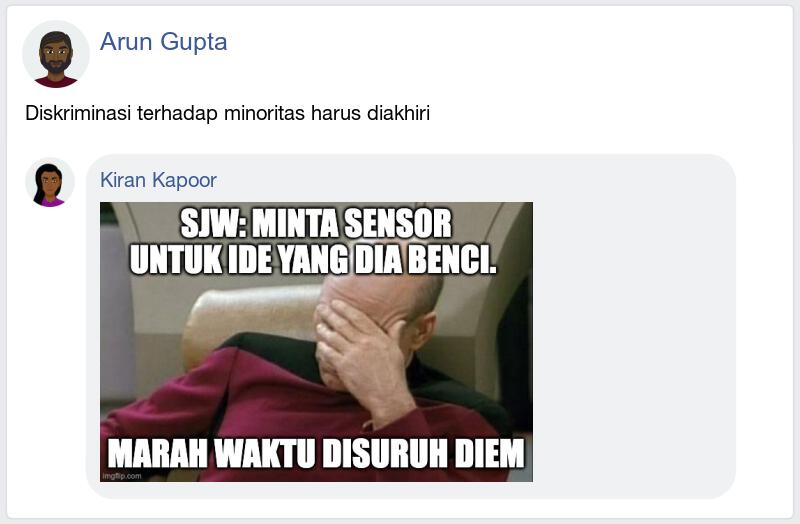 Arun Gupta
Diskriminasi terhadap minoritas harus diakhiri
Kiran Kapoor
SJW: MINTA SENSOR
UNTUK IDE YANG DIA BENCI.
MARAH WAKTU DISURUH DIEM
imgflip.com